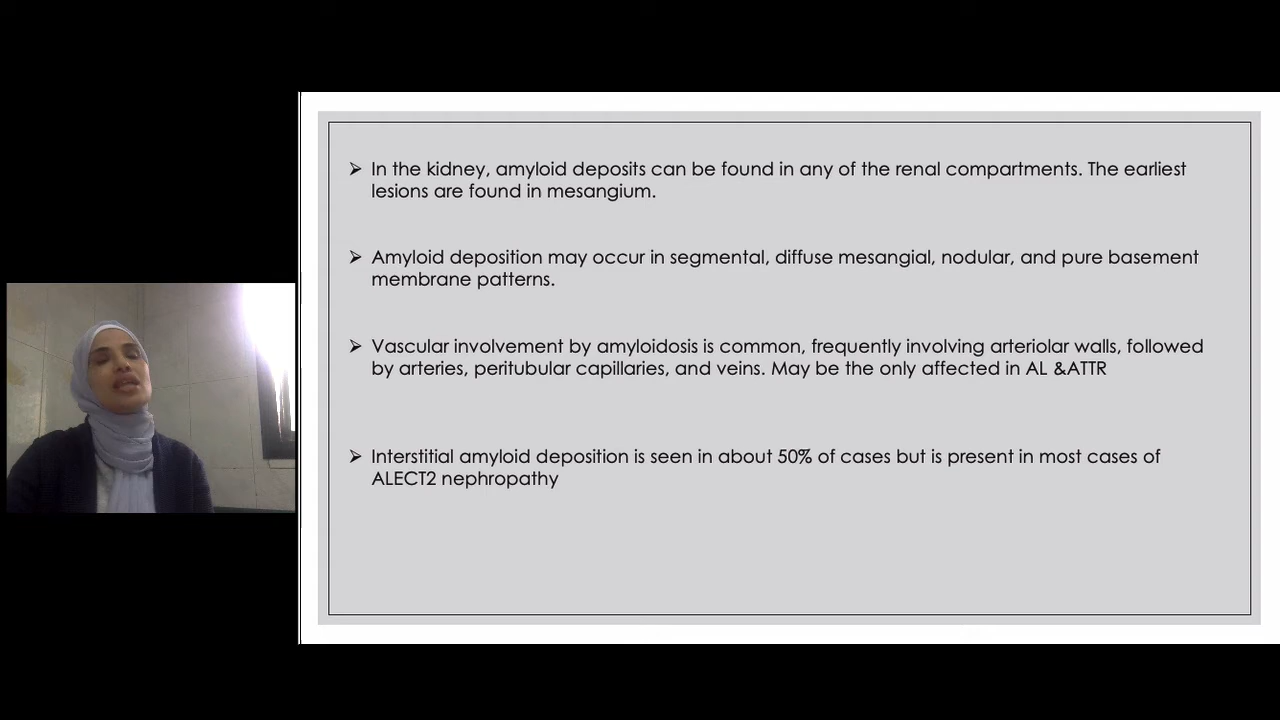 ➢ In the kidney, amyloid deposits can be found in any of the renal compartments. The earliest
lesions are found in mesangium.
➢ Amyloid deposition may occur in segmental, diffuse mesangial, nodular, and pure basement
membrane patterns.
➢ Vascular involvement by amyloidosis is common, frequently involving arteriolar walls, followed
by arteries, peritubular capillaries, and veins. May be the only affected in AL &ATTR
➢ Interstitial amyloid deposition is seen in about 50% of cases but is present in most cases of
ALECT2 nephropathy